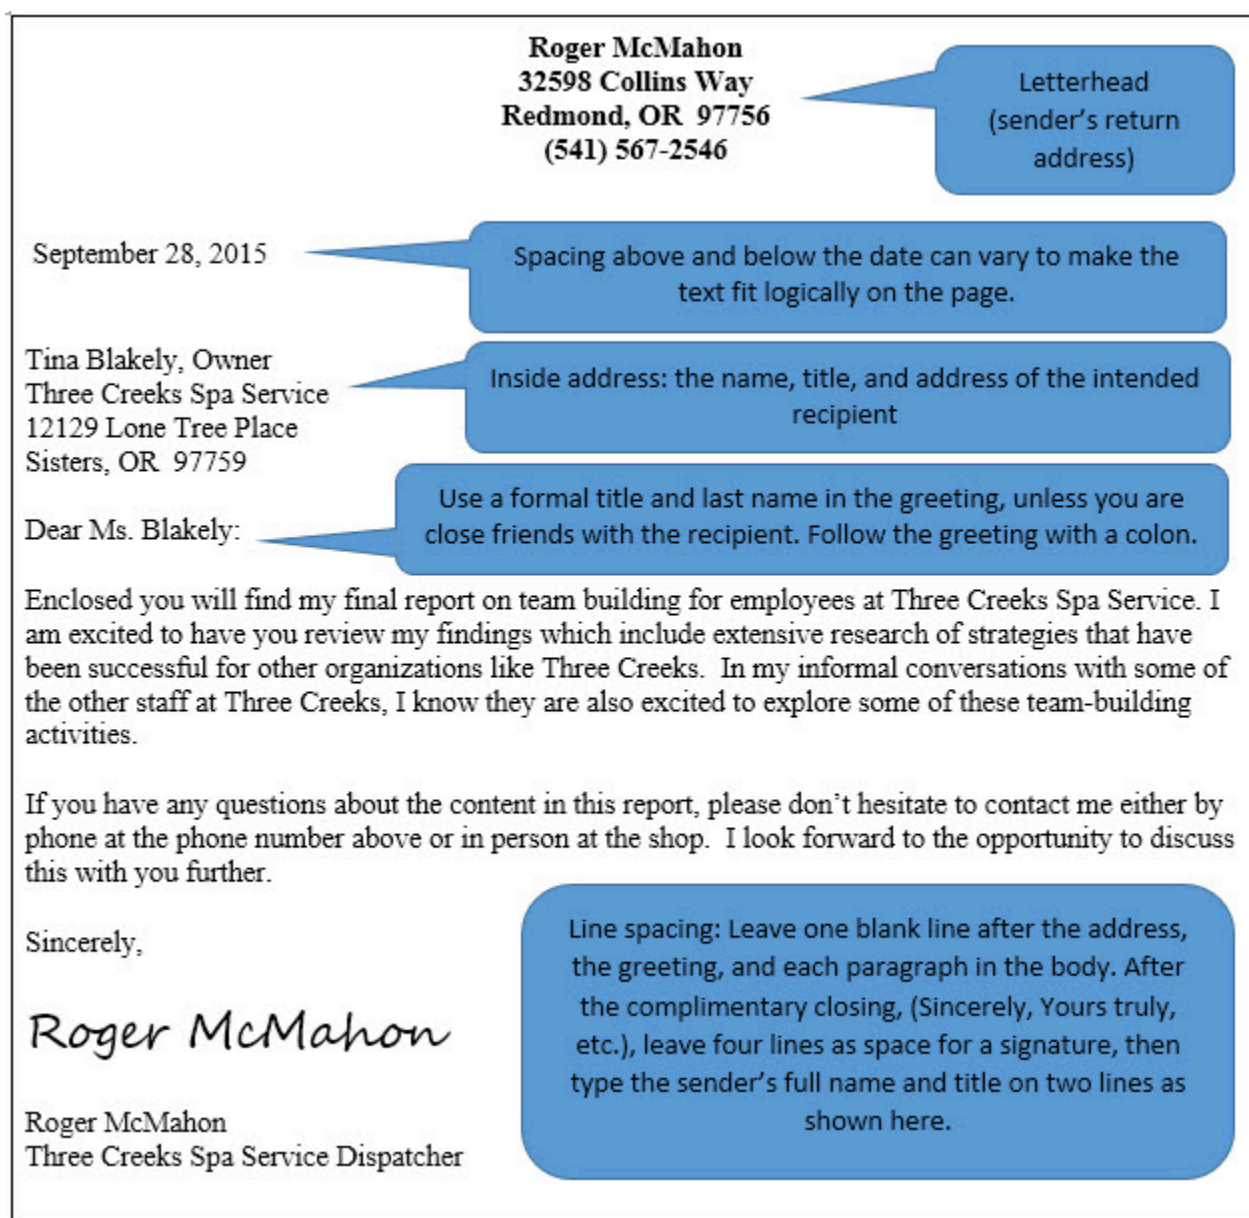 Roger McMahon
32598 Collins Way
Redmond, OR  97756
(541) 567-2546
Letterhead
(sender's return
address)
September 28, 2015
Spacing above and below the date can vary to make the
text fit logically on the page.
Tina Blakely, Owner
Three Creeks Spa Service
12129 Lone Tree Place
Sisters, OR  97759
Inside address: the name, title, and address of the intended
recipient
Dear Ms. Blakely:
Use a formal title and last name in the greeting, unless you are
close friends with the recipient. Follow the greeting with a colon.
Enclosed you will find my final report on team building for employees at Three Creeks Spa Service. I
am excited to have you review my findings which include extensive research of strategies that have
been successful for other organizations like Three Creeks.  In my informal conversations with some of
the other staff at Three Creeks, I know they are also excited to explore some of these team-building
activities.
If you have any questions about the content in this report, please don't hesitate to contact me either by
phone at the phone number above or in person at the shop.  I look forward to the opportunity to discuss
this with you further.
Sincerely,
Roger McMahon
Roger McMahon
Three Creeks Spa Service Dispatcher
Line spacing: Leave one blank line after the address,
the greeting, and each paragraph in the body. After
the complimentary closing, (Sincerely, Yours truly,
etc.), leave four lines as space for a signature, then
type the sender's full name and title on two lines as
shown here.